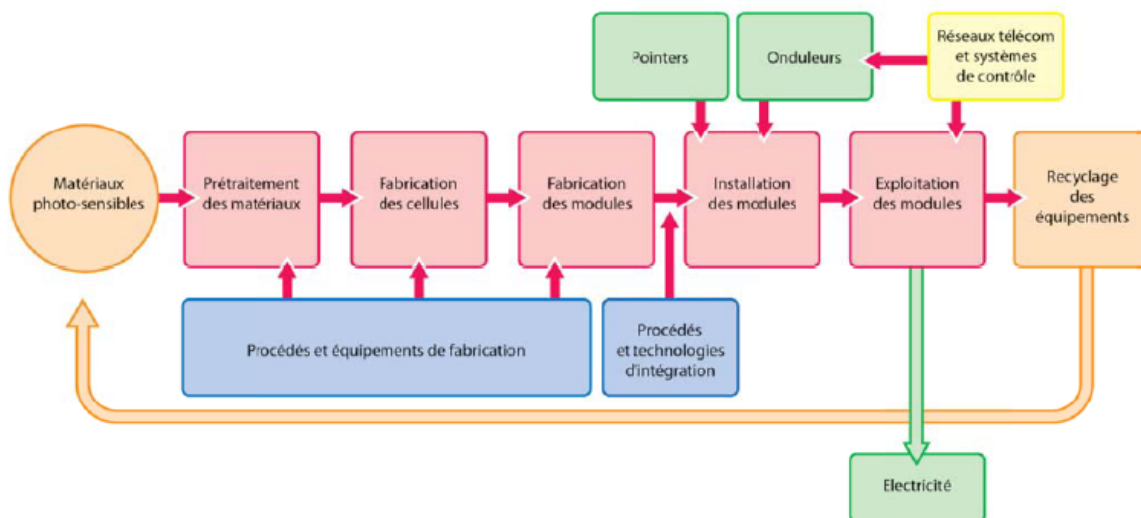 Pointers
Onduleurs
Réseaux télécom
et systèmes
de contrôle
Matériaux
photo-sensibles
Prétraitement
des matériaux
Fabrication
des cellules
Fabrication
des modules
Installation
des modules
Exploitation
des modules
Recyclage
des
équipements
Procédés et équipements de fabrication
Procédés
et technologies
d'intégration
Electricité